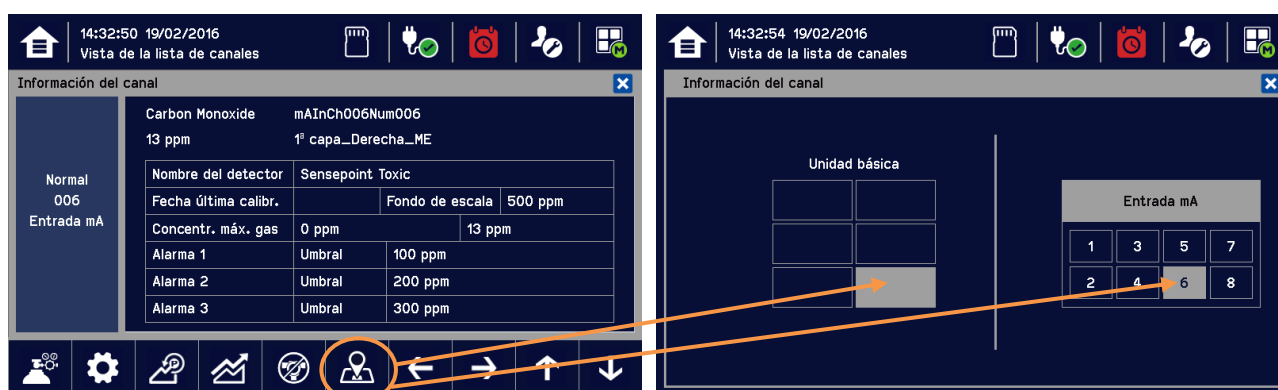 14:32:50 19/02/2016
Vista de la lista de canales
Información del canal
Normal
006
Entrada mA
Carbon Monoxide mAInCh006Num006
13 ppm 1ª capa_Derecha_ME
Nombre del detector Sensepoint Toxic
Fecha última calibr. Fondo de escala 500 ppm
Concentr. máx. gas 0 ppm 13 ppm
Alarma 1 Umbral 100 ppm
Alarma 2 Umbral 200 ppm
Alarma 3 Umbral 300 ppm
14:32:54 19/02/2016
Vista de la lista de canales
Información del canal
Unidad básica
Entrada mA
1 3 5 7
2 4 6 8